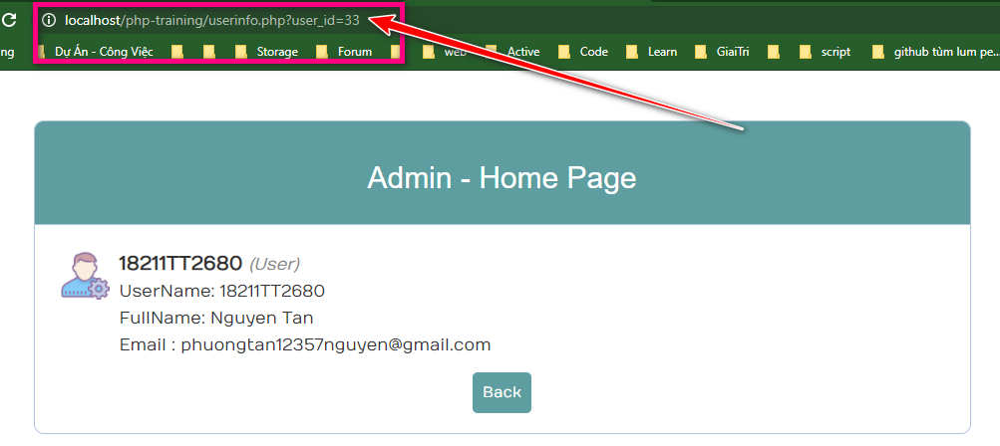 localhost/php-training/userinfo.php?user_id=33
ng Dự Án - Công Việc Storage Forum web Active Code Learn GiaiTri script github tùm lum pe...
Admin - Home Page
18211TT2680 (User)
UserName: 18211TT2680
FullName: Nguyen Tan
Email : phuongtan12357nguyen@gmail.com
Back